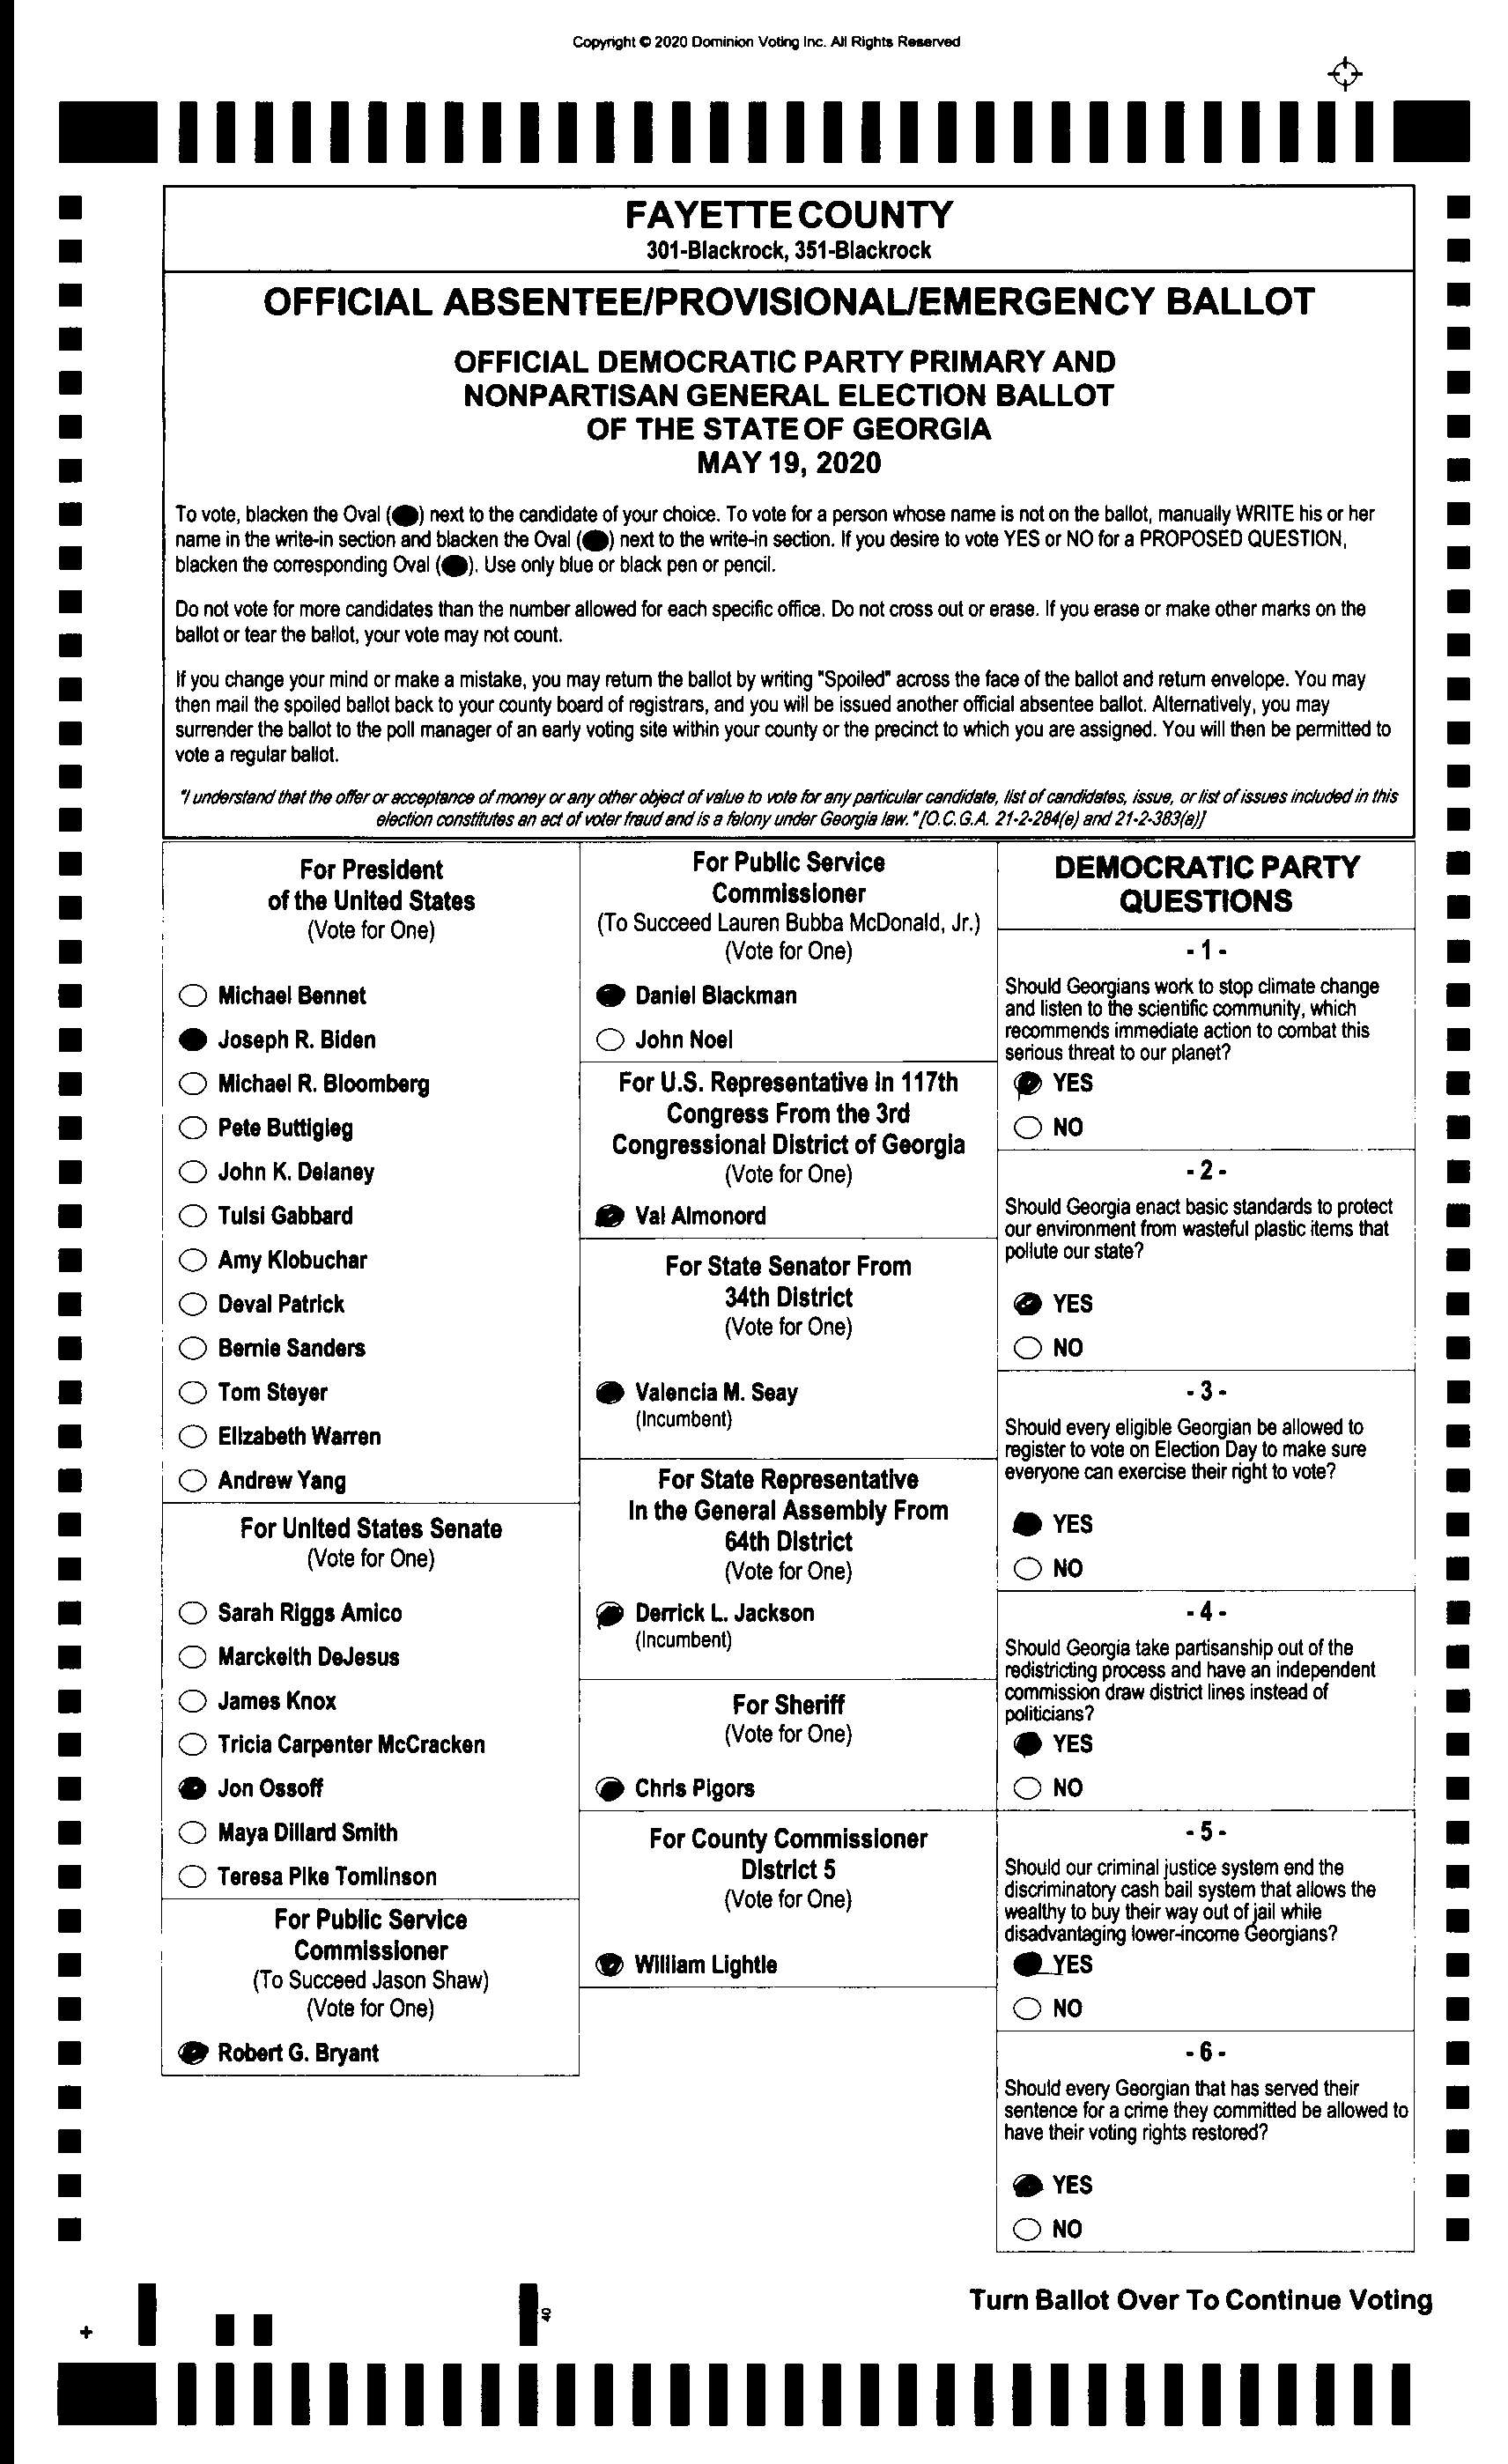 Copyright © 2020 Dominion Voting Inc. All Rights Reserved
FAYETTE COUNTY
301-Blackrock, 351-Blackrock
OFFICIAL ABSENTEE/PROVISIONAL/EMERGENCY BALLOT
OFFICIAL DEMOCRATIC PARTY PRIMARY AND
NONPARTISAN GENERAL ELECTION BALLOT
OF THE STATE OF GEORGIA
MAY 19, 2020
To vote, blacken the Oval (●) next to the candidate of your choice. To vote for a person whose name is not on the ballot, manually WRITE his or her
name in the write-in section and blacken the Oval (●) next to the write-in section. If you desire to vote YES or NO for a PROPOSED QUESTION,
blacken the corresponding Oval (●). Use only blue or black pen or pencil.
Do not vote for more candidates than the number allowed for each specific office. Do not cross out or erase. If you erase or make other marks on the
ballot or tear the ballot, your vote may not count.
If you change your mind or make a mistake, you may return the ballot by writing "Spoiled" across the face of the ballot and return envelope. You may
then mail the spoiled ballot back to your county board of registrars, and you will be issued another official absentee ballot. Alternatively, you may
surrender the ballot to the poll manager of an early voting site within your county or the precinct to which you are assigned. You will then be permitted to
vote a regular ballot.
"I understand that the offer or acceptance of money or any other object of value to vote for any particular candidate, list of candidates, issue, or list of issues included in this
election constitutes an act of voter fraud and is a felony under Georgia law." [O.C.G.A. 21-2-284(e) and 21-2-383(a)]
For President
of the United States
(Vote for One)
Michael Bennet
Joseph R. Biden
Michael R. Bloomberg
Pete Buttigieg
John K. Delaney
Tulsi Gabbard
Amy Klobuchar
Deval Patrick
Bernie Sanders
Tom Steyer
Elizabeth Warren
Andrew Yang
For United States Senate
(Vote for One)
Sarah Riggs Amico
Marckeith DeJesus
James Knox
Tricia Carpenter McCracken
Jon Ossoff
Maya Dillard Smith
Teresa Pike Tomlinson
For Public Service
Commissioner
(To Succeed Jason Shaw)
(Vote for One)
Robert G. Bryant
For Public Service
Commissioner
(To Succeed Lauren Bubba McDonald, Jr.)
(Vote for One)
Daniel Blackman
John Noel
For U.S. Representative in 117th
Congress From the 3rd
Congressional District of Georgia
(Vote for One)
Val Almonord
For State Senator From
34th District
(Vote for One)
Valencia M. Seay
(Incumbent)
For State Representative
In the General Assembly From
64th District
(Vote for One)
Derrick L. Jackson
(Incumbent)
For Sheriff
(Vote for One)
Chris Pigors
For County Commissioner
District 5
(Vote for One)
William Lightle
DEMOCRATIC PARTY
QUESTIONS
- 1 -
Should Georgians work to stop climate change
and listen to the scientific community, which
recommends immediate action to combat this
serious threat to our planet?
YES
NO
- 2 -
Should Georgia enact basic standards to protect
our environment from wasteful plastic items that
pollute our state?
YES
NO
- 3 -
Should every eligible Georgian be allowed to
register to vote on Election Day to make sure
everyone can exercise their right to vote?
YES
NO
- 4 -
Should Georgia take partisanship out of the
redistricting process and have an independent
commission draw district lines instead of
politicians?
YES
NO
- 5 -
Should our criminal justice system end the
discriminatory cash bail system that allows the
wealthy to buy their way out of jail while
disadvantaging lower-income Georgians?
YES
NO
- 6 -
Should every Georgian that has served their
sentence for a crime they committed be allowed to
have their voting rights restored?
YES
NO
Turn Ballot Over To Continue Voting
40
+